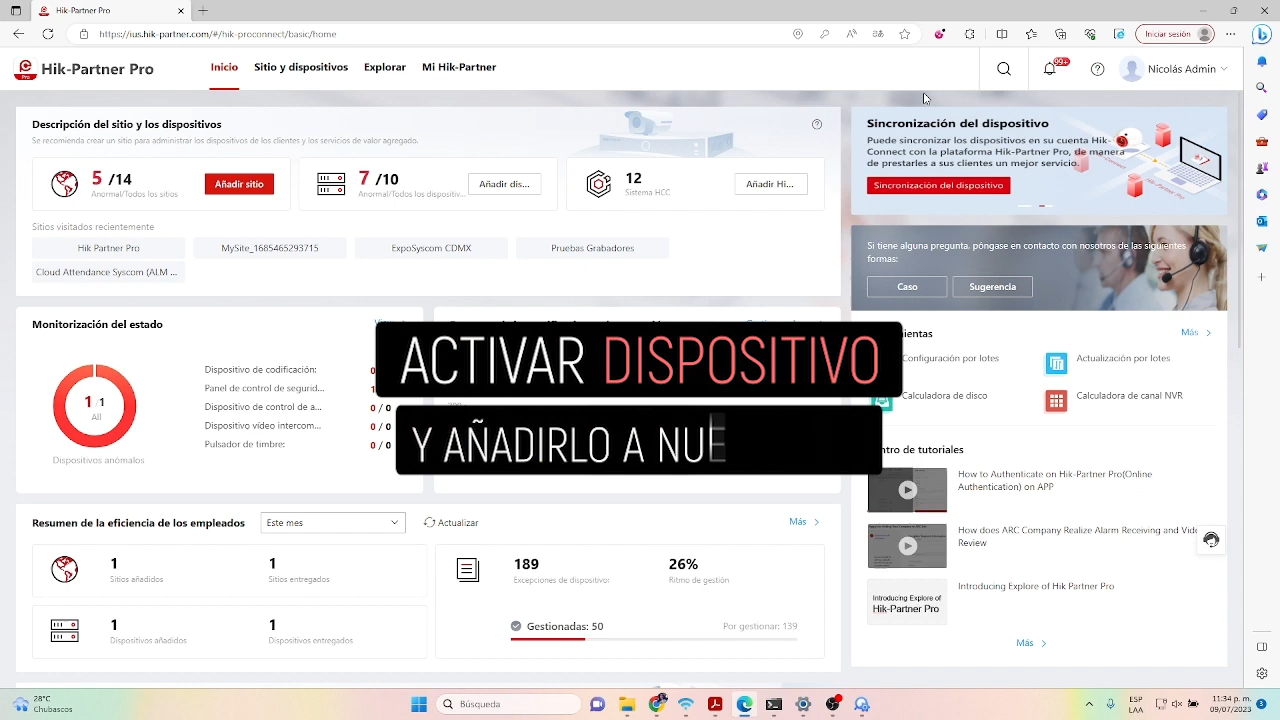 Hik-Partner Pro
https://us.hik-partner.com/hikproconnect/basic/home
Iniciar sesión
Hik-Partner Pro
Inicio
Sitio y dispositivos
Explorar
Mi Hik-Partner
99+
Nicolás Admin
Descripción del sitio y los dispositivos
Se recomienda crear un sitio para administrar los dispositivos de los clientes y los servicios de valor agregado.
5 /14
Anormal/Todos los sitios
Añadir sitio
7 /10
Anormal/Todos los dispositiv...
Añadir dis...
12
Sistema HCC
Añadir Hi...
Sitios visitados recientemente
Hik Partner Pro
MySite_1685465293715
ExpoSyscom CDMX
Pruebas Grabadores
Cloud Attendance Syscom (ALM ...
Sincronización del dispositivo
Puede sincronizar los dispositivos en su cuenta Hik-
Connect con la plataforma Hik-Partner Pro, de manera
de prestarles a sus clientes un mejor servicio.
Sincronización del dispositivo
Si tiene alguna pregunta, póngase en contacto con nosotros de las siguientes
formas:
Caso
Sugerencia
Monitorización del estado
1 / 1
All
Dispositivos anómalos
Dispositivo de codificación:
Panel de control de segurid...
Dispositivo de control de a...
0 / 0
Dispositivo vídeo intercom...
0 / 0
Pulsador de timbre:
0 / 0
ACTIVAR DISPOSITIVO
Y AÑADIRLO A NUE
ientas
Más
Configuración por lotes
Actualización por lotes
Calculadora de disco
Calculadora de canal NVR
ntro de tutoriales
How to Authenticate on Hik-Partner Pro(Online
Authentication) on APP
How does ARC Company Realize Alarm Receiving and Vide
Review
Introducing Explore of
Hik-Partner Pro
Introducing Explore of Hik Partner Pro
Más
Resumen de la eficiencia de los empleados
Este mes
Actualizar
Más
1
Sitios añadidos
1
Sitios entregados
1
Dispositivos añadidos
1
Dispositivos entregados
189
Excepciones de dispositivo:
26%
Ritmo de gestión
Gestionadas: 50
Por gestionar: 139
28°C
Chubascos
Búsqueda
ESP
LAA
11:34 p.m.
09/07/2023